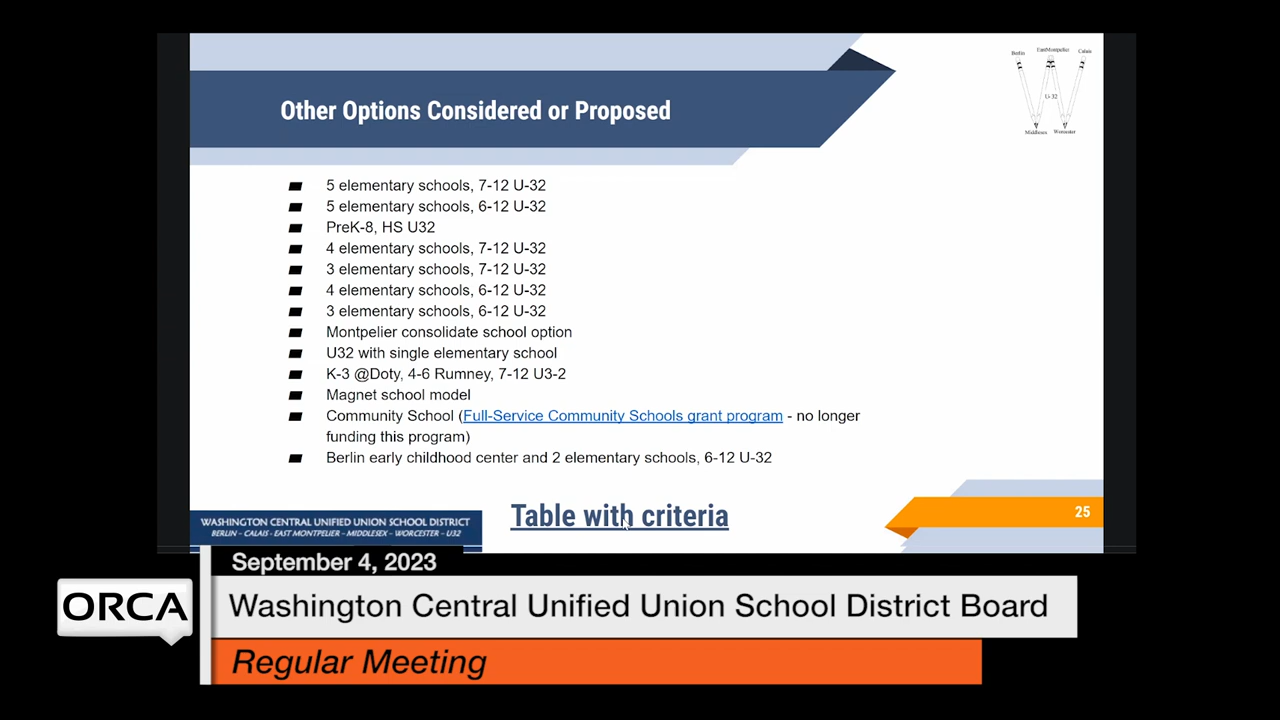 Other Options Considered or Proposed
Berlin
EastMontpelier
Calais
U- 32
Middlesex
Worcester
5 elementary schools, 7-12 U-32
5 elementary schools, 6-12 U-32
PreK-8, HS U32
4 elementary schools, 7-12 U-32
3 elementary schools, 7-12 U-32
4 elementary schools, 6-12 U-32
3 elementary schools, 6-12 U-32
Montpelier consolidate school option
U32 with single elementary school
K-3 @Doty, 4-6 Rumney, 7-12 U3-2
Magnet school model
Community School (Full-Service Community Schools grant program - no longer
funding this program)
Berlin early childhood center and 2 elementary schools, 6-12 U-32
Table with criteria
25
WASHINGTON CENTRAL UNIFIED UNION SCHOOL DISTRICT
BERLIN – CALAIS - EAST MONTPELIER – MIDDLESEX – WORCESTER – U32
September 4, 2023
ORCA
Washington Central Unified Union School District Board
Regular Meeting